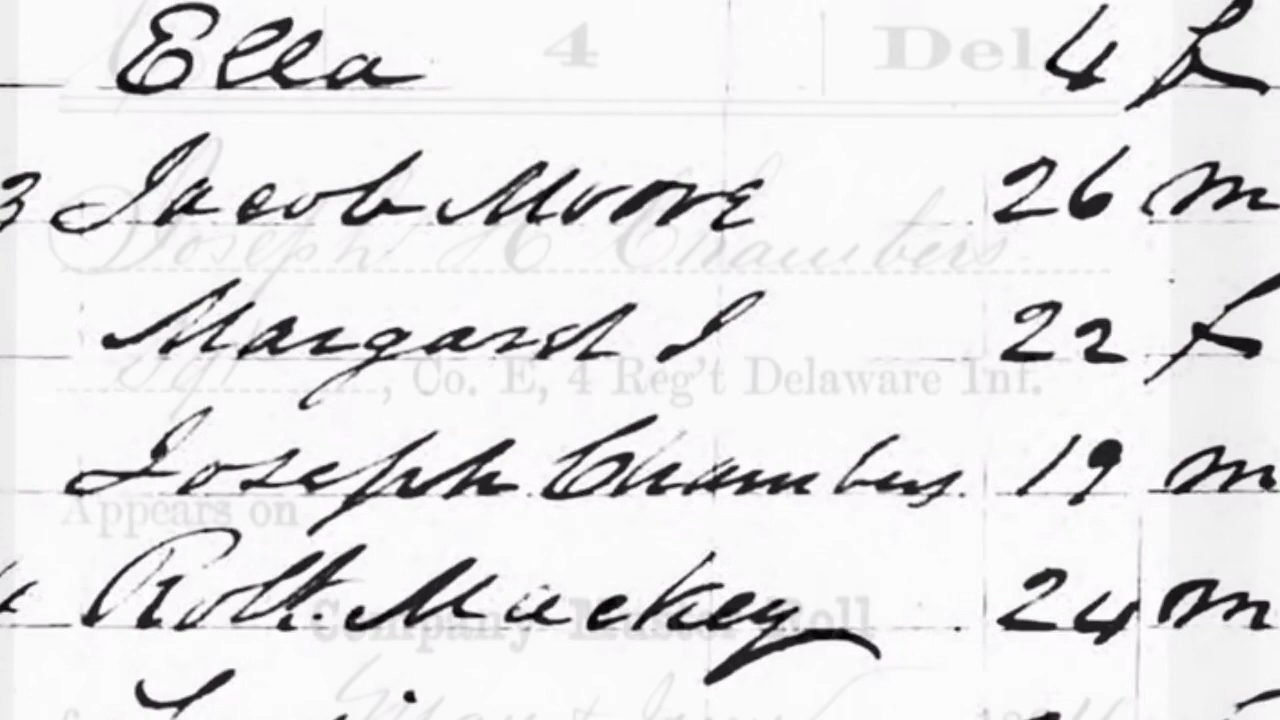 4 Del
Ella 4 f
3 Jacob Moore 26 m
Joseph H Chambers
Margaret J 22 f
Sgt, Co. E, 4 Reg't Delaware Inf.
Joseph Chambers 19 m
Appears on
Robt. Mackey 24 m
Company Muster Roll